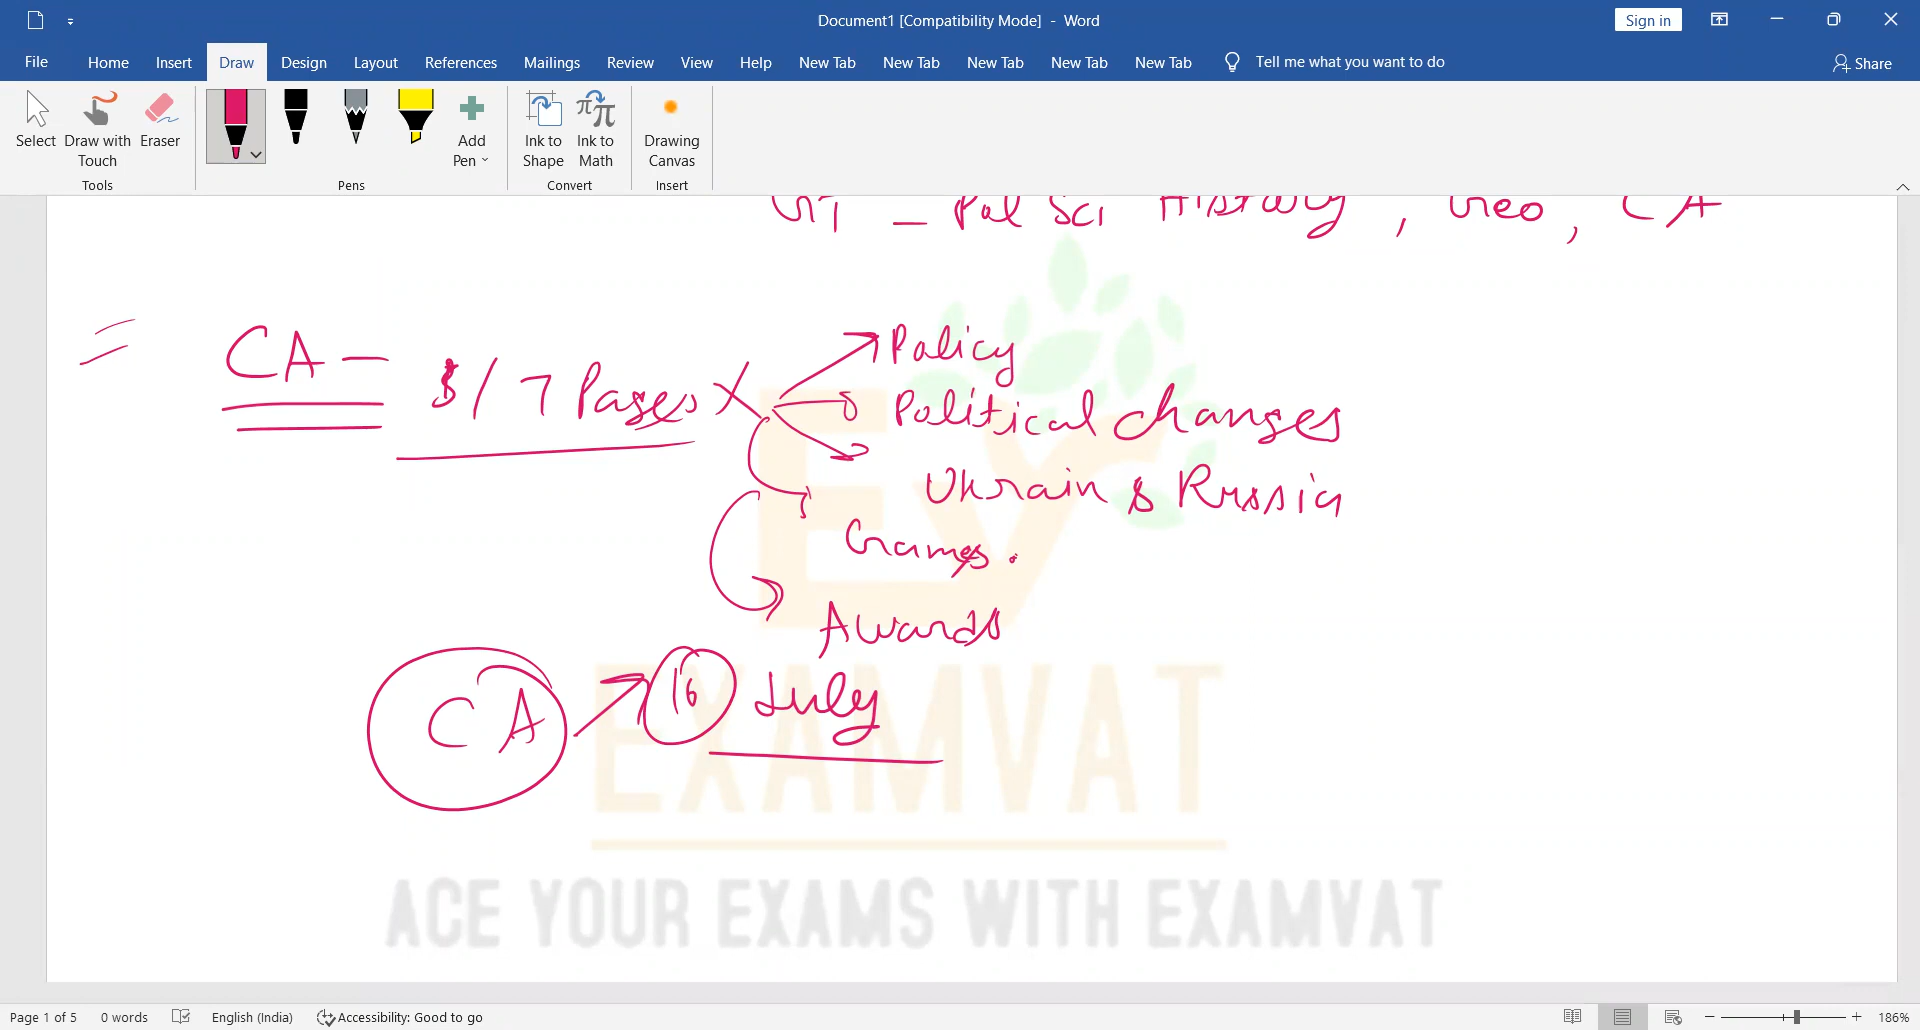 Document1 [Compatibility Mode] - Word
Sign in
File Home Insert Draw Design Layout References Mailings Review View Help New Tab New Tab New Tab New Tab New Tab Tell me what you want to do Share
Select Draw with Touch Eraser Add Pen Ink to Shape Ink to Math Drawing Canvas
Tools Pens Convert Insert
GT - Pol Sci History, Geo, CA
= CA - 8/7 Pages
Policy
Political changes
Ukrain & Russia
Games.
Awards
CA 16 July
EV
EXAMVAT
ACE YOUR EXAMS WITH EXAMVAT
Page 1 of 5 0 words English (India) Accessibility: Good to go 186%